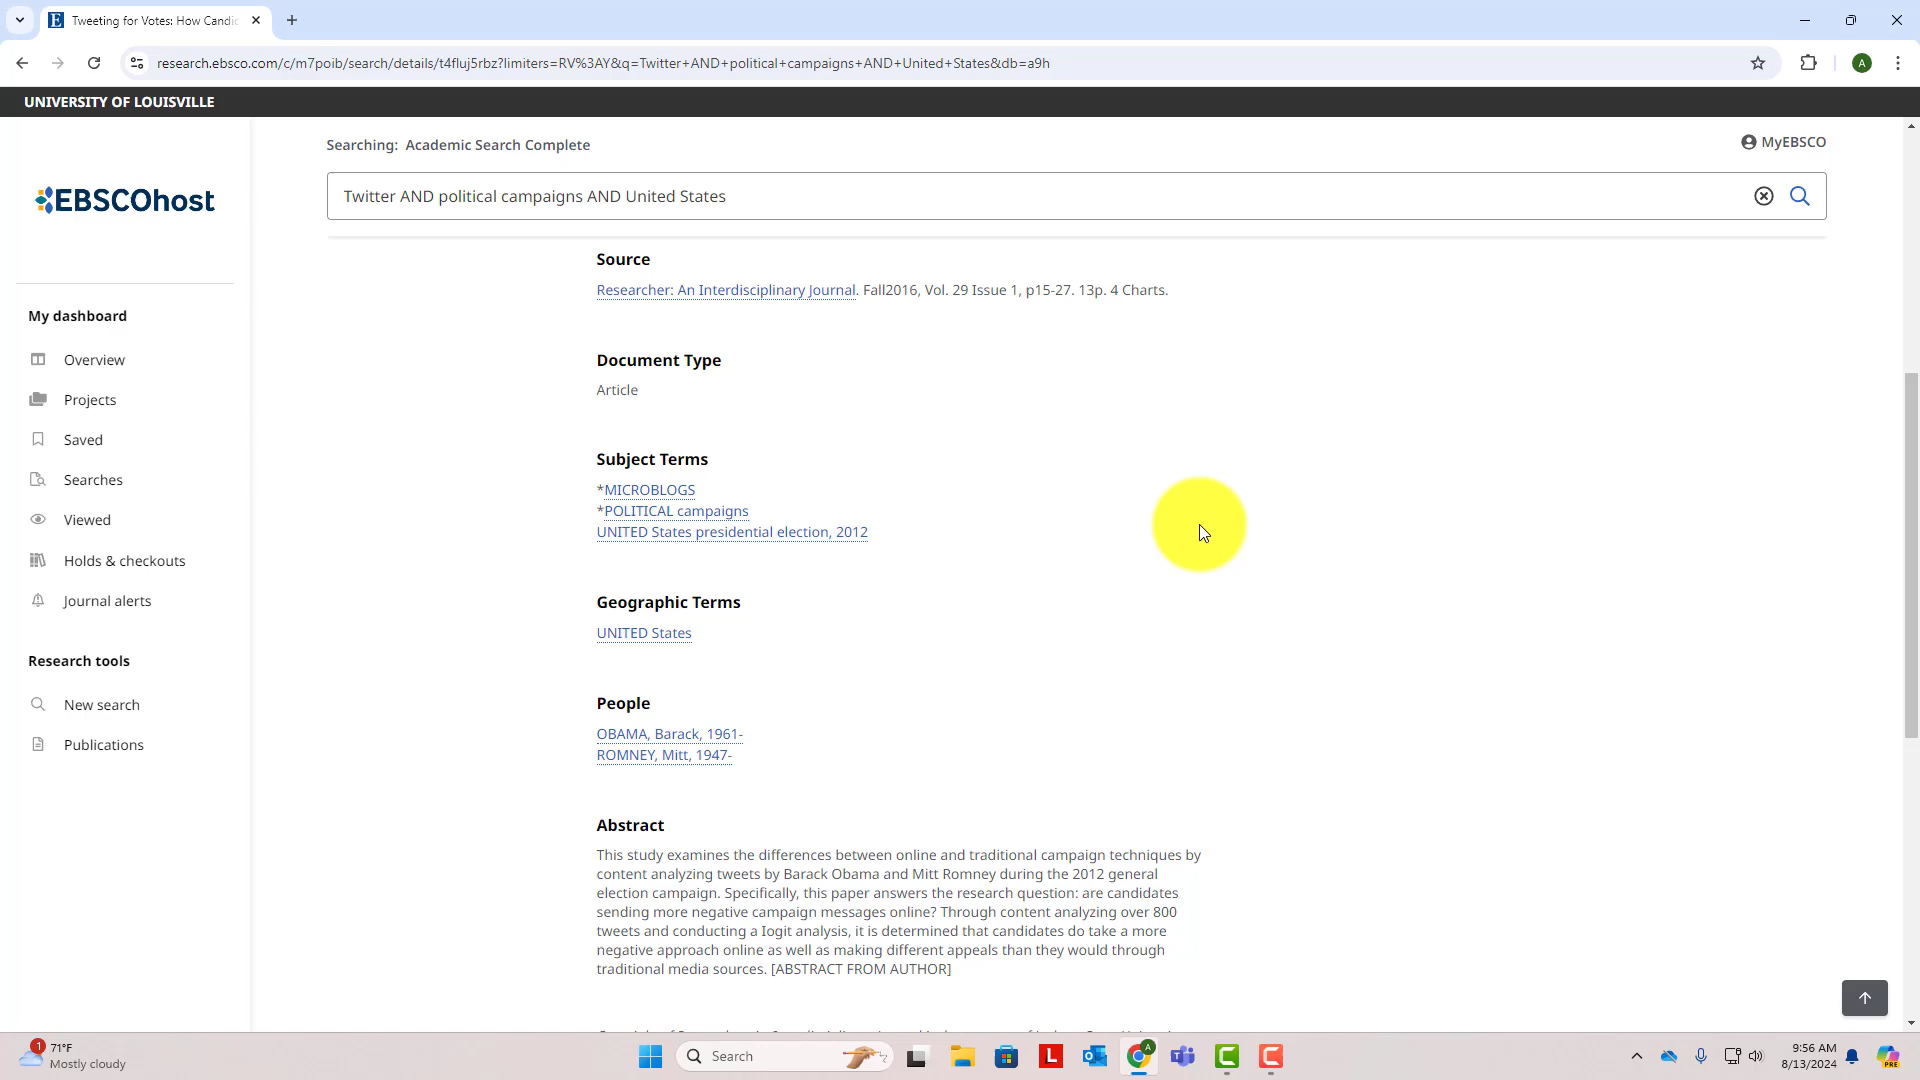 Tweeting for Votes: How Candic
research.ebsco.com/c/m7poib/search/details/t4fluj5rbz?limiters=RV%3AY&q=Twitter+AND+political+campaigns+AND+United+States&db=a9h
A
UNIVERSITY OF LOUISVILLE
EBSCOhost
Searching: Academic Search Complete
MyEBSCO
Twitter AND political campaigns AND United States
My dashboard
Overview
Projects
Saved
Searches
Viewed
Holds & checkouts
Journal alerts
Research tools
New search
Publications
Source
Researcher: An Interdisciplinary Journal. Fall2016, Vol. 29 Issue 1, p15-27. 13p. 4 Charts.
Document Type
Article
Subject Terms
*MICROBLOGS
*POLITICAL campaigns
UNITED States presidential election, 2012
Geographic Terms
UNITED States
People
OBAMA, Barack, 1961-
ROMNEY, Mitt, 1947-
Abstract
This study examines the differences between online and traditional campaign techniques by
content analyzing tweets by Barack Obama and Mitt Romney during the 2012 general
election campaign. Specifically, this paper answers the research question: are candidates
sending more negative campaign messages online? Through content analyzing over 800
tweets and conducting a Iogit analysis, it is determined that candidates do take a more
negative approach online as well as making different appeals than they would through
traditional media sources. [ABSTRACT FROM AUTHOR]
1
71°F
Mostly cloudy
Search
L
A
9:56 AM
8/13/2024
PRE